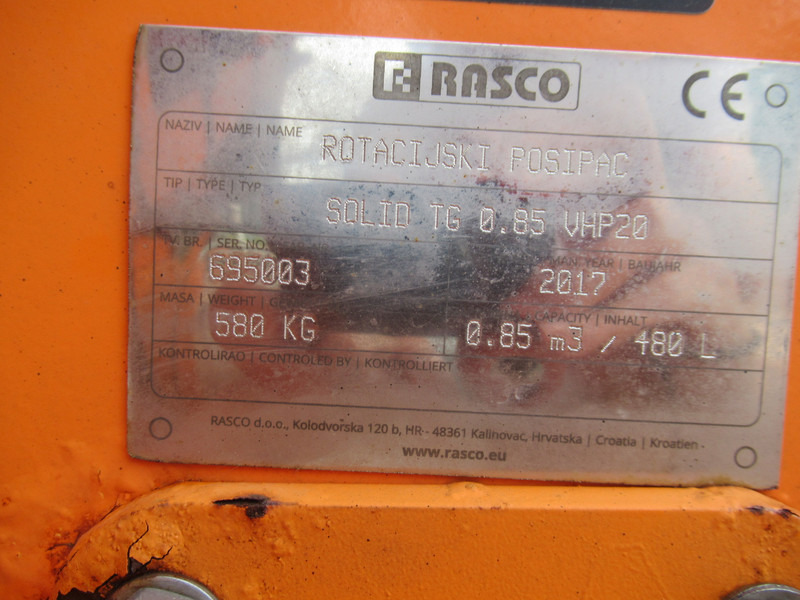 RASCO CE
NAZIV | NAME | NAME
ROTACIJSKI POSIPAC
TIP | TYPE | TYP
SOLID TG 0.85 VHP20
BR. | SER. NO.
695003
YEAR | BAUJAHR
2017
MASA | WEIGHT |
580 KG
CAPACITY | INHALT
0.85 m3 / 480 L
KONTROLIRAO | CONTROLED BY | KONTROLLIERT
RASCO d.o.o., Kolodvorska 120 b, HR - 48361 Kalinovac, Hrvatska | Croatia | Kroatien
www.rasco.eu